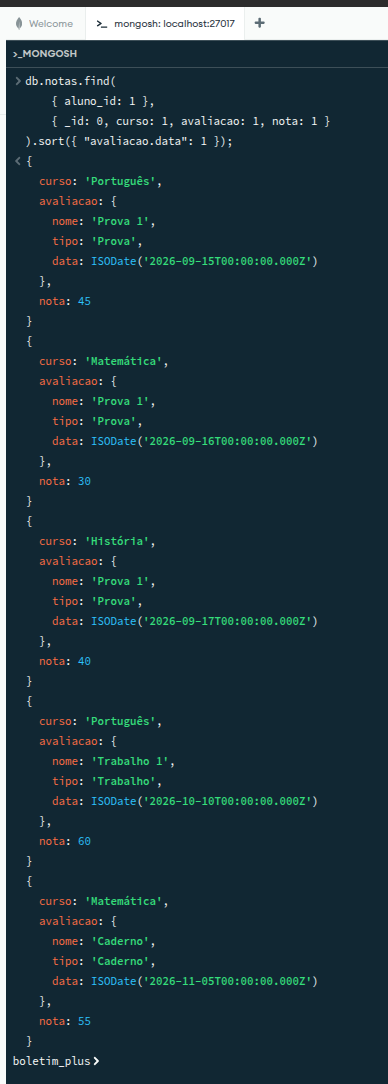 Welcome
>_ mongosh: localhost:27017 +
>_MONGOSH
> db.notas.find(
{ aluno_id: 1 },
{ _id: 0, curso: 1, avaliacao: 1, nota: 1 }
).sort({ "avaliacao.data": 1 });
< {
curso: 'Português',
avaliacao: {
nome: 'Prova 1',
tipo: 'Prova',
data: ISODate('2026-09-15T00:00:00.000Z')
},
nota: 45
}
{
curso: 'Matemática',
avaliacao: {
nome: 'Prova 1',
tipo: 'Prova',
data: ISODate('2026-09-16T00:00:00.000Z')
},
nota: 30
}
{
curso: 'História',
avaliacao: {
nome: 'Prova 1',
tipo: 'Prova',
data: ISODate('2026-09-17T00:00:00.000Z')
},
nota: 40
}
{
curso: 'Português',
avaliacao: {
nome: 'Trabalho 1',
tipo: 'Trabalho',
data: ISODate('2026-10-10T00:00:00.000Z')
},
nota: 60
}
{
curso: 'Matemática',
avaliacao: {
nome: 'Caderno',
tipo: 'Caderno',
data: ISODate('2026-11-05T00:00:00.000Z')
},
nota: 55
}
boletim_plus>